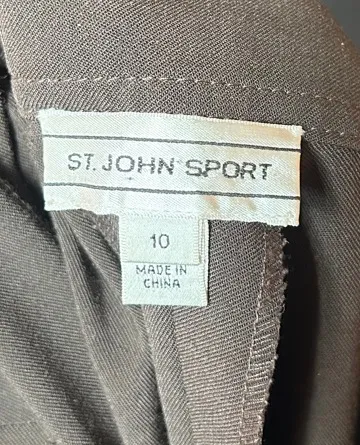 ST. JOHN SPORT
10
MADE IN
CHINA